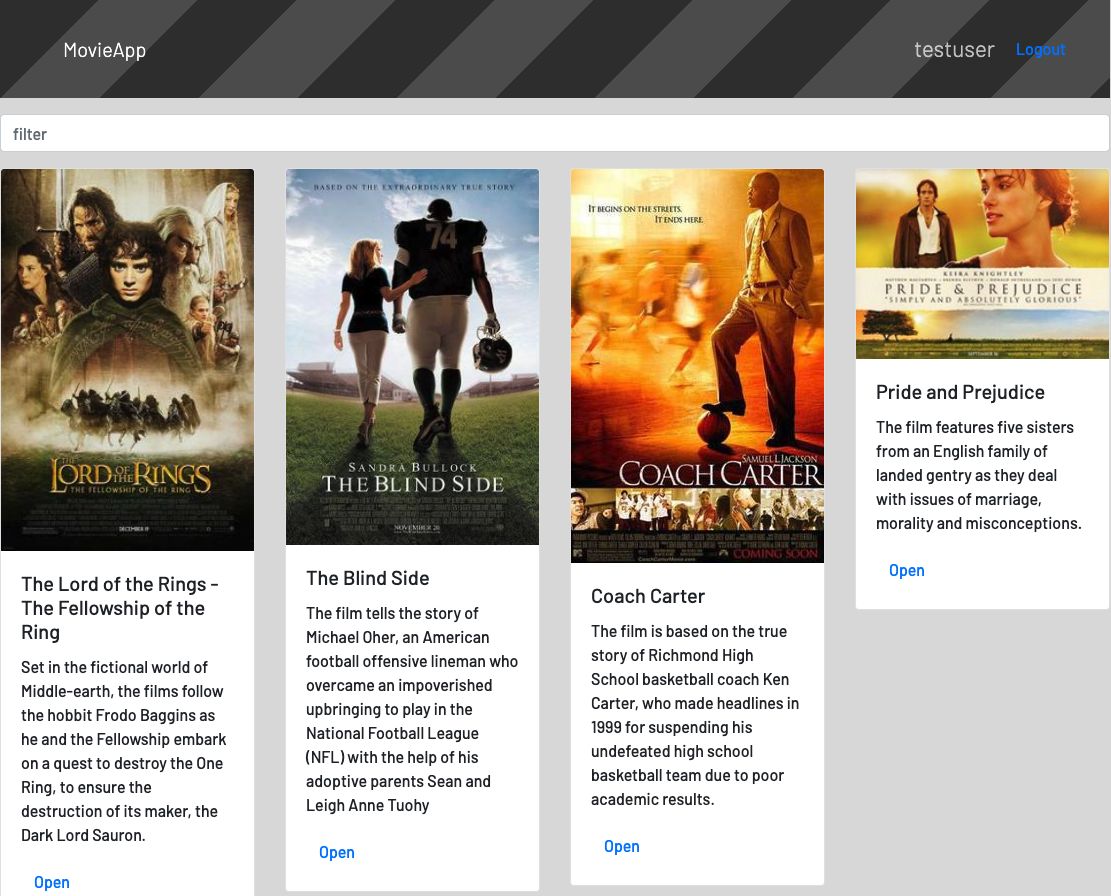 MovieApp
testuser
Logout
filter
THE
LORD OF THE RINGS
THE FELLOWSHIP OF THE RING
DECEMBER 19
The Lord of the Rings -
The Fellowship of the
Ring
Set in the fictional world of
Middle-earth, the films follow
the hobbit Frodo Baggins as
he and the Fellowship embark
on a quest to destroy the One
Ring, to ensure the
destruction of its maker, the
Dark Lord Sauron.
Open
BASED ON THE EXTRAORDINARY TRUE STORY
74
SANDRA BULLOCK
THE BLIND SIDE
NOVEMBER 20
The Blind Side
The film tells the story of
Michael Oher, an American
football offensive lineman who
overcame an impoverished
upbringing to play in the
National Football League
(NFL) with the help of his
adoptive parents Sean and
Leigh Anne Tuohy
Open
IT BEGINS ON THE STREETS.
IT ENDS HERE.
SAMUEL L. JACKSON
COACH CARTER
COMING SOON
Coach Carter
The film is based on the true
story of Richmond High
School basketball coach Ken
Carter, who made headlines in
1999 for suspending his
undefeated high school
basketball team due to poor
academic results.
Open
KEIRA KNIGHTLEY
PRIDE & PREJUDICE
"SIMPLY AND ABSOLUTELY GLORIOUS"
Pride and Prejudice
The film features five sisters
from an English family of
landed gentry as they deal
with issues of marriage,
morality and misconceptions.
Open